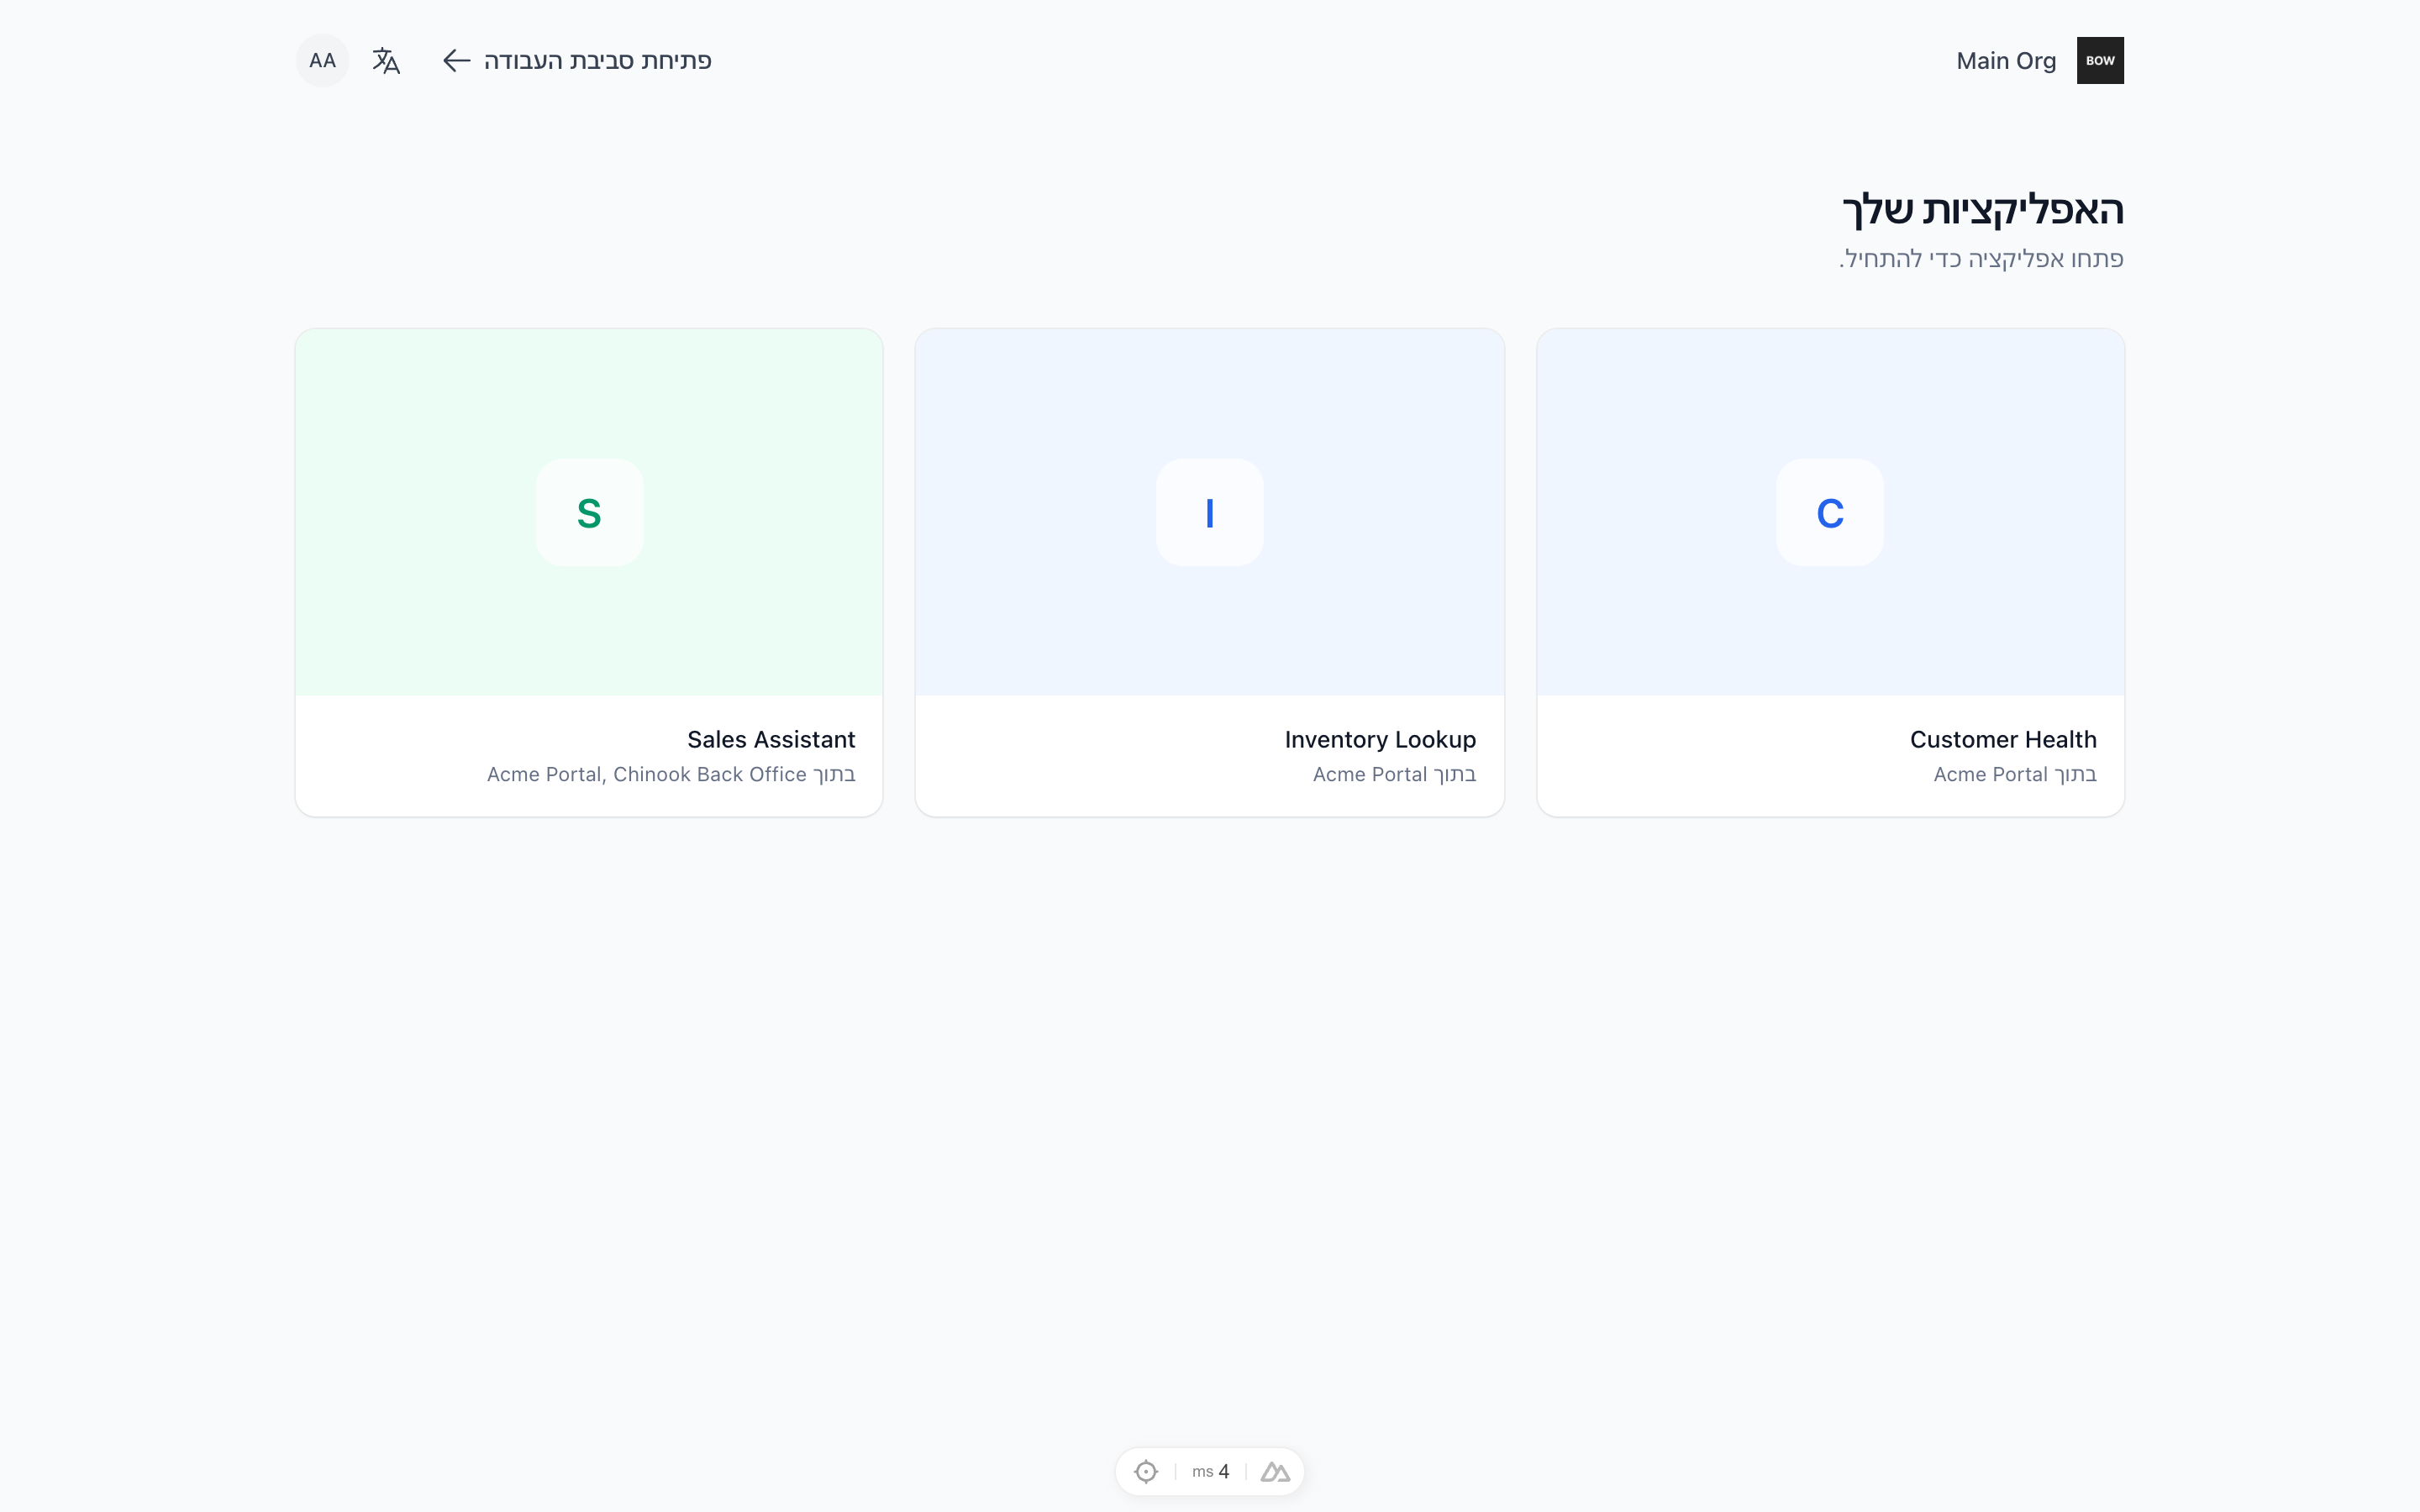 BOW
Main Org
פתיחת סביבת העבודה
AA
האפליקציות שלך
פתחו אפליקציה כדי להתחיל.
C
Customer Health
בתוך Acme Portal
I
Inventory Lookup
בתוך Acme Portal
S
Sales Assistant
בתוך Acme Portal, Chinook Back Office
4 ms